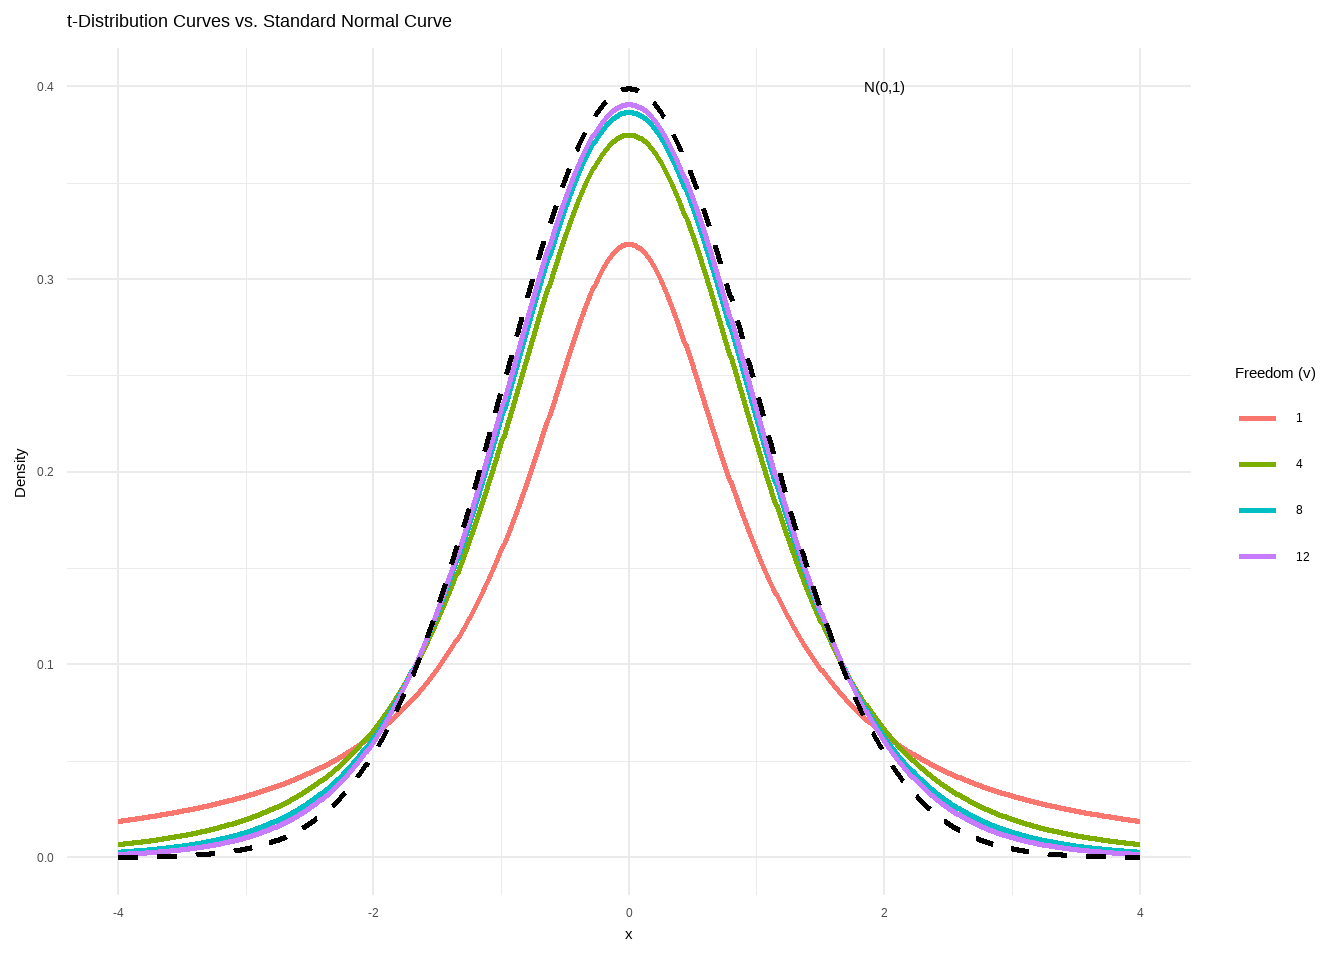 t-Distribution Curves vs. Standard Normal Curve
N(0,1)
0.4
0.3
0.2
0.1
0.0
Density
-4 -2 0 2 4
x
Freedom (v)
1
4
8
12